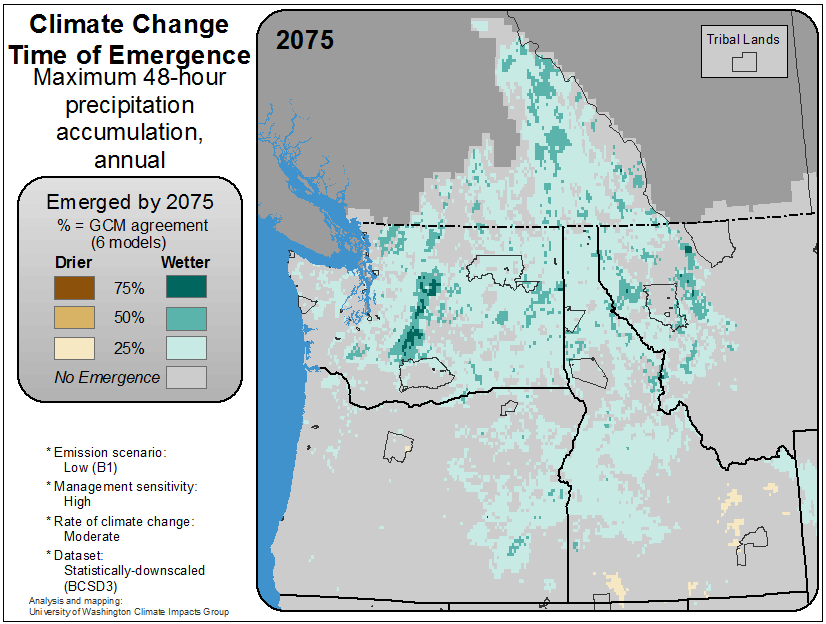 Climate Change
Time of Emergence
Maximum 48-hour
precipitation
accumulation,
annual
Emerged by 2075
% = GCM agreement
(6 models)
Drier Wetter
75%
50%
25%
No Emergence
* Emission scenario:
Low (B1)
* Management sensitivity:
High
* Rate of climate change:
Moderate
* Dataset:
Statistically-downscaled
(BCSD3)
Analysis and mapping:
University of Washington Climate Impacts Group
2075
Tribal Lands